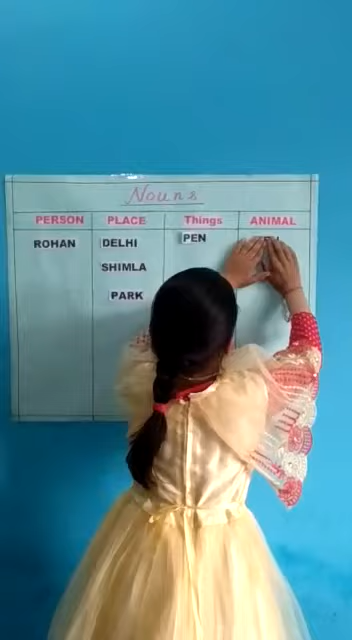 Nouns
PERSON PLACE Things ANIMAL
ROHAN DELHI PEN
SHIMLA
PARK